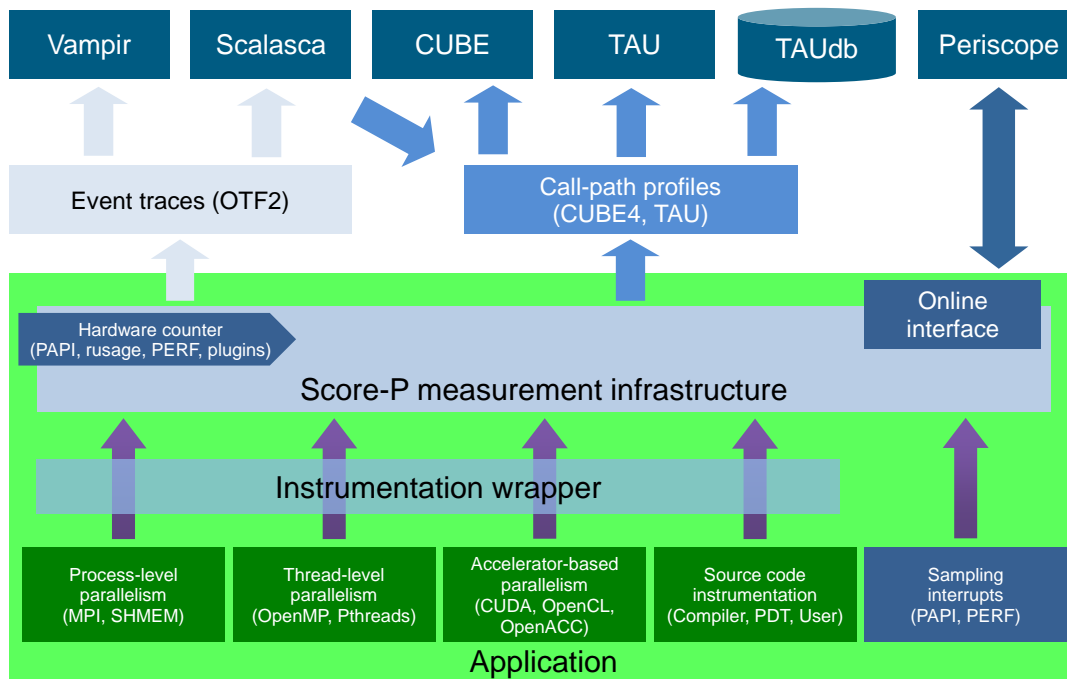 Vampir
Scalasca
CUBE
TAU
TAUdb
Periscope
Event traces (OTF2)
Call-path profiles
(CUBE4, TAU)
Online
interface
Hardware counter
(PAPI, rusage, PERF, plugins)
Score-P measurement infrastructure
Instrumentation wrapper
Process-level
parallelism
(MPI, SHMEM)
Thread-level
parallelism
(OpenMP, Pthreads)
Accelerator-based
parallelism
(CUDA, OpenCL,
OpenACC)
Source code
instrumentation
(Compiler, PDT, User)
Sampling
interrupts
(PAPI, PERF)
Application